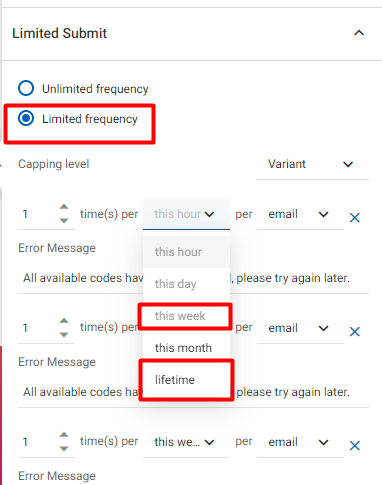 Limited Submit
Unlimited frequency
Limited frequency
Capping level Variant
1 time(s) per this hour per email
Error Message
All available codes hav , please try again later.
this hour
this day
this week
this month
lifetime
1 per email
Error Message
All available codes hav please try again later.
1 time(s) per this we... per email
Error Message